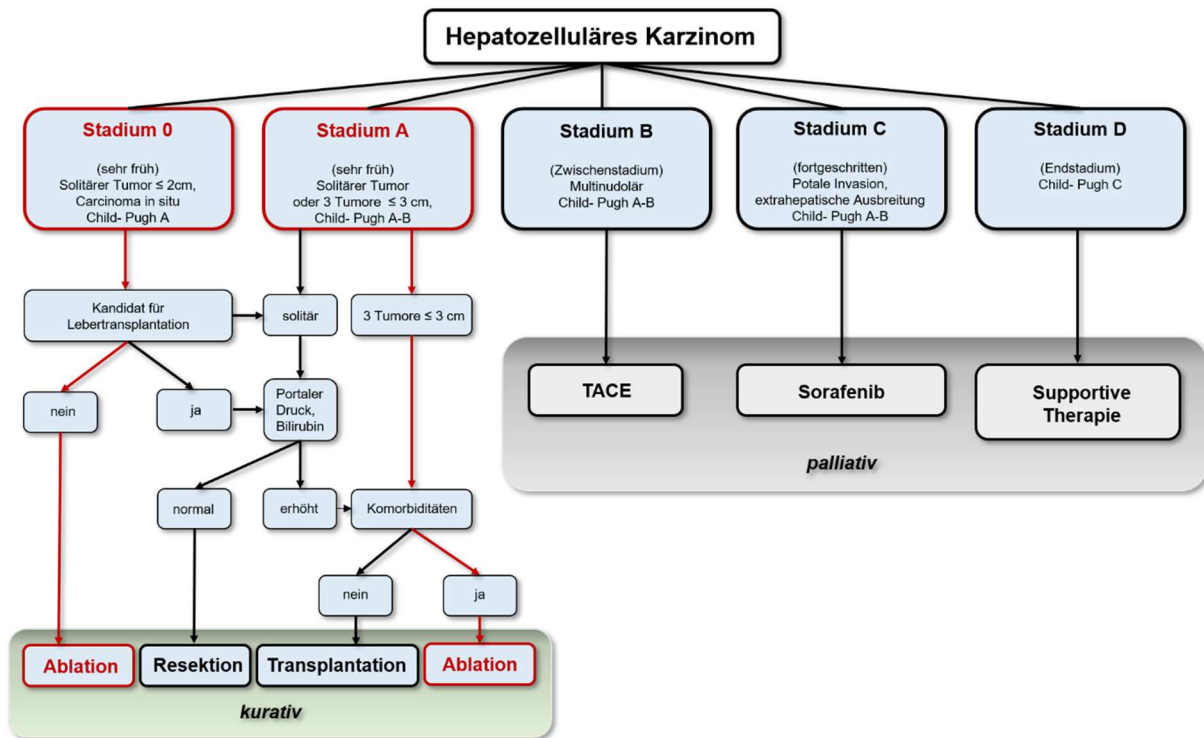 Hepatozelluläres Karzinom
Stadium 0
(sehr früh)
Solitärer Tumor ≤ 2cm,
Carcinoma in situ
Child- Pugh A
Stadium A
(sehr früh)
Solitärer Tumor
oder 3 Tumore ≤ 3 cm,
Child- Pugh A-B
Stadium B
(Zwischenstadium)
Multinudolär
Child- Pugh A-B
Stadium C
(fortgeschritten)
Potale Invasion,
extrahepatische Ausbreitung
Child- Pugh A-B
Stadium D
(Endstadium)
Child- Pugh C
Kandidat für
Lebertransplantation
solitär
3 Tumore ≤ 3 cm
nein
ja
Portaler
Druck,
Bilirubin
TACE
Sorafenib
Supportive
Therapie
palliativ
normal
erhöht
Komorbiditäten
nein
ja
Ablation
Resektion
Transplantation
Ablation
kurativ